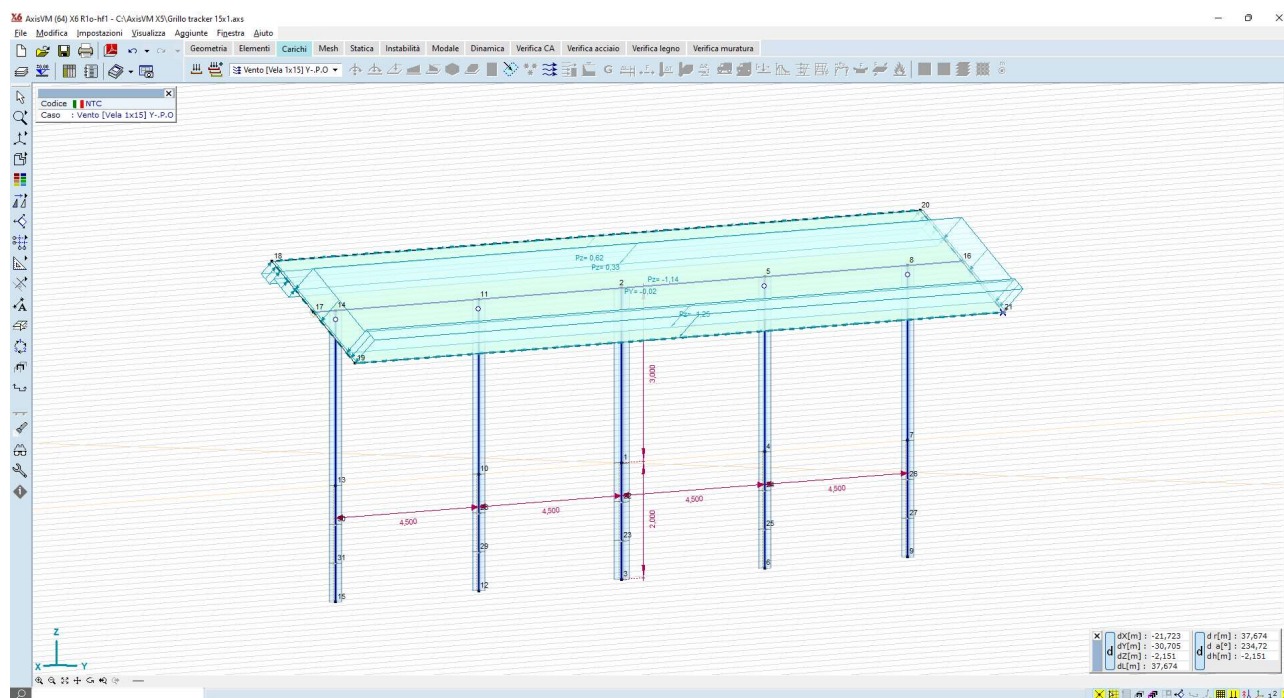 AxisVM (64) X6 R1o-hf1 - C:\AxisVM X5\Grillo tracker 15x1.axs
File Modifica Impostazioni Visualizza Aggiunte Finestra Aiuto
Geometria Elementi Carichi Mesh Statica Instabilità Modale Dinamica Verifica CA Verifica acciaio Verifica legno Verifica muratura
Vento [Vela 1x15] Y-.P.O
Codice NTC
Caso : Vento [Vela 1x15] Y-.P.O
20
18
Pz= 0,62
Pz= 0,33
8
16
Pz= -1,14
5
2
PY= -0,02
11
17
14
Pz= -1,25
21
19
3,000
7
4
1
10
13
26
4,500
4,500
4,500
4,500
2,000
27
25
23
29
31
9
6
3
12
15
Z
X
Y
d
dX[m] : -21,723
dY[m] : -30,705
dZ[m] : -2,151
dL[m] : 37,674
d
d r[m] : 37,674
d a[°] : 234,72
dh[m] : -2,151